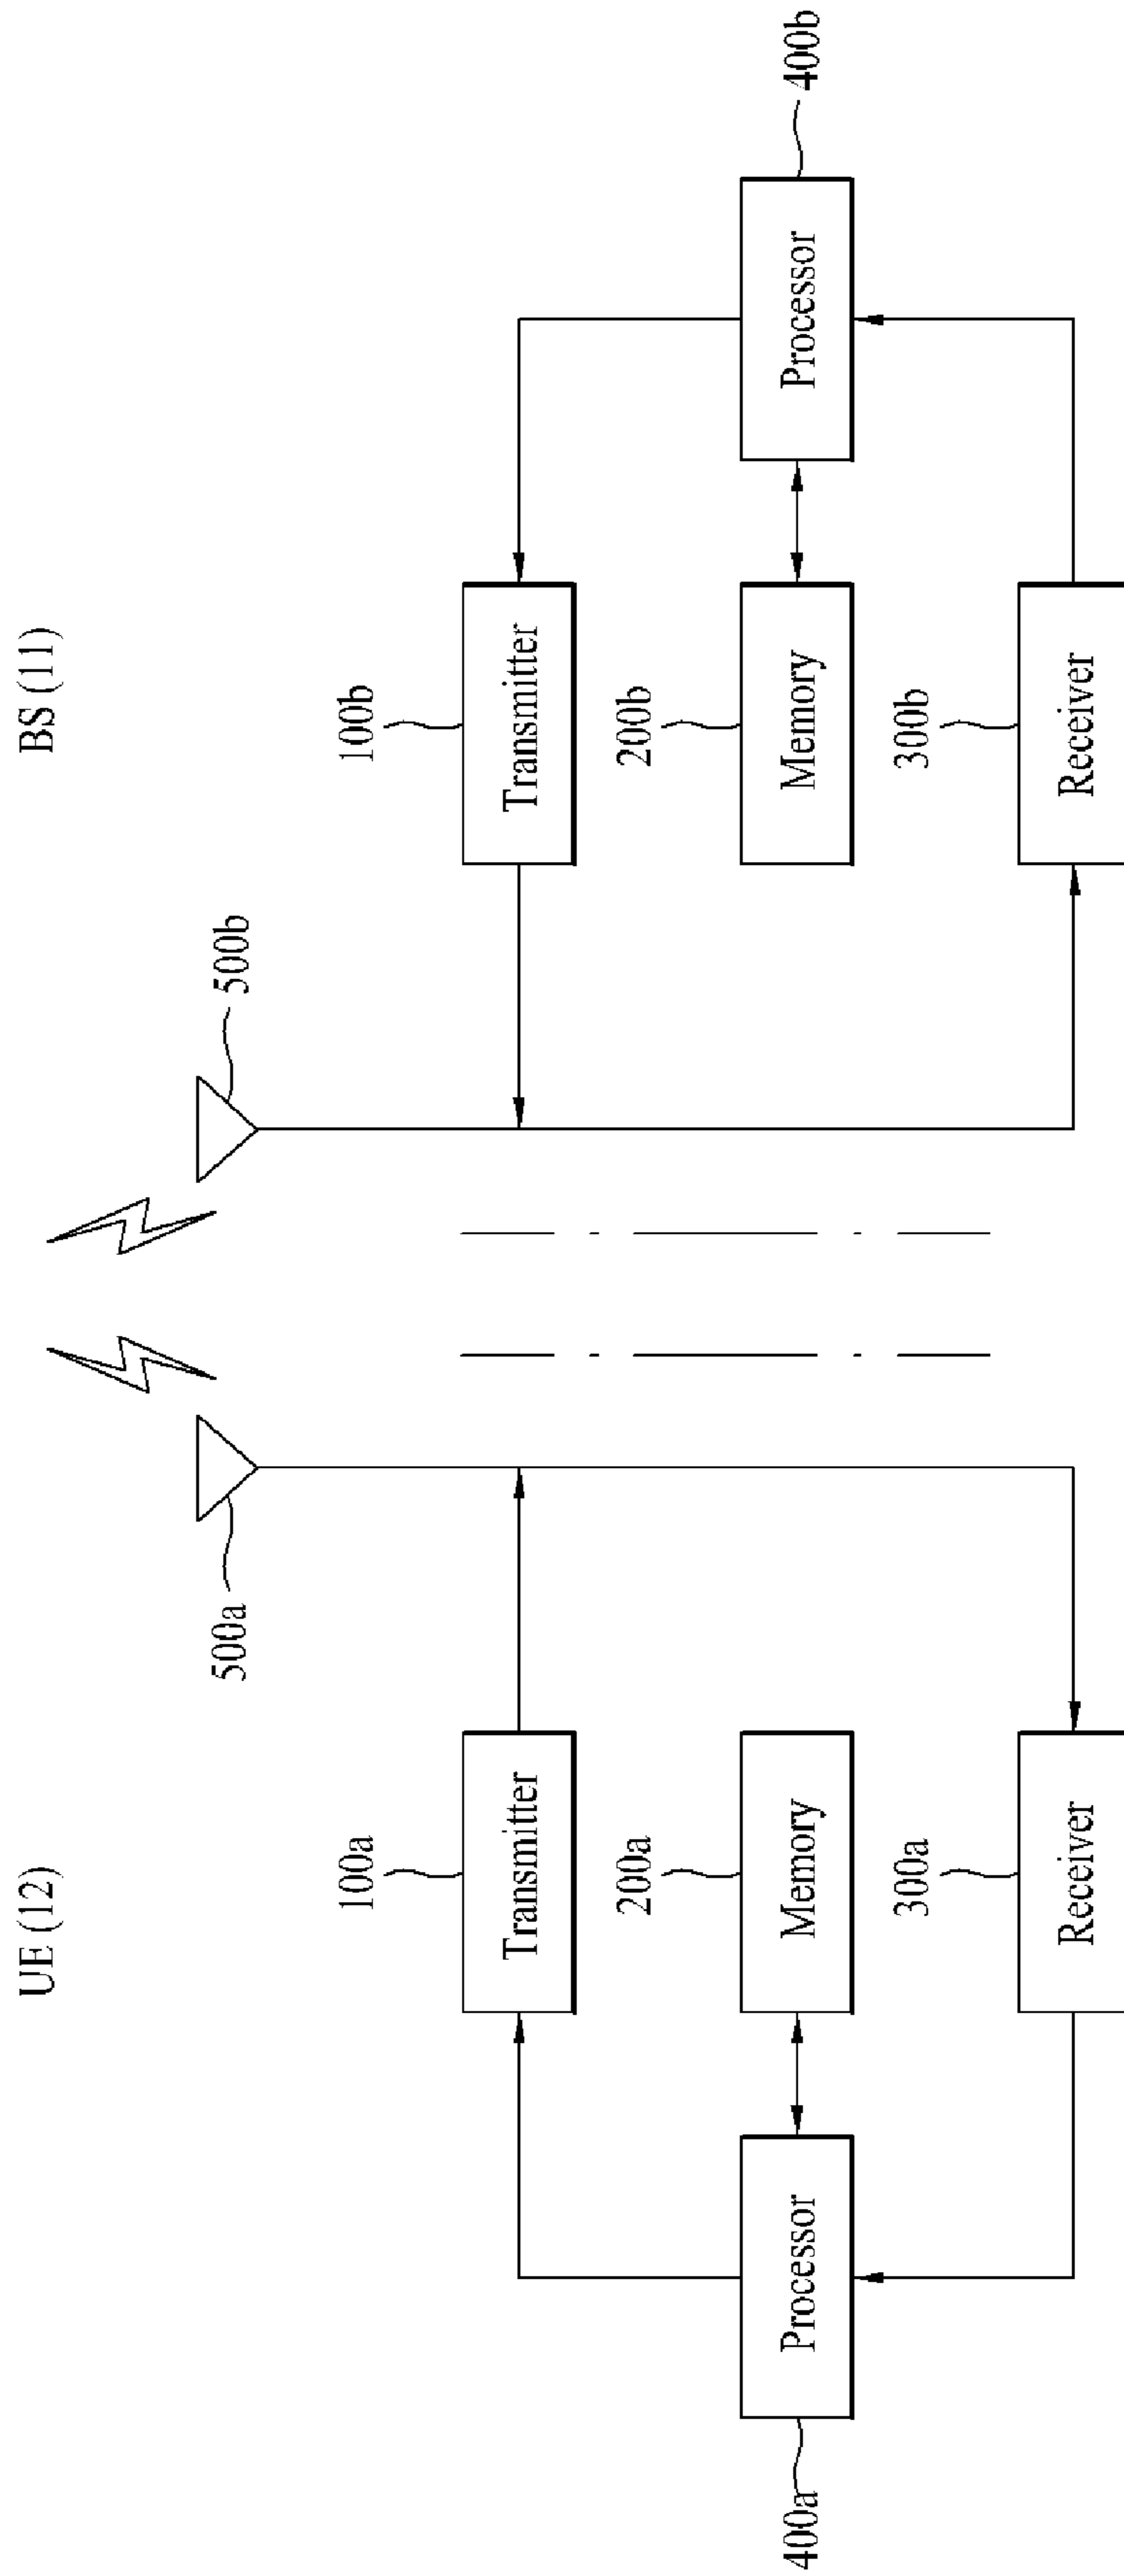 UE (12)
BS (11)
500a
500b
100a
Transmitter
100b
Transmitter
400a
Processor
200a
Memory
200b
Memory
Processor
400b
300a
Receiver
300b
Receiver